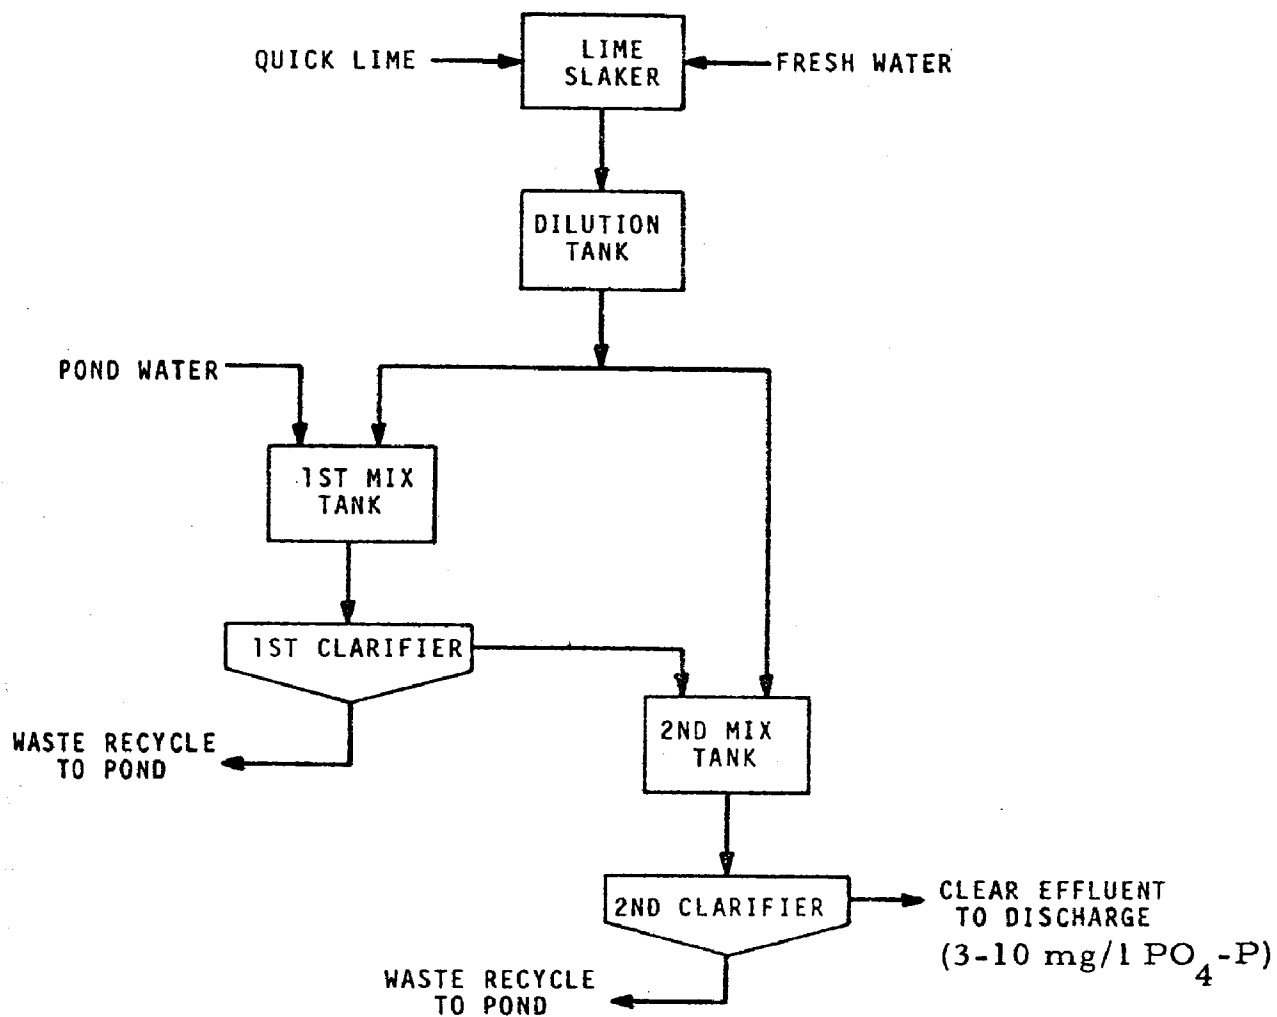 QUICK LIME
LIME
SLAKER
FRESH WATER
DILUTION
TANK
POND WATER
1ST MIX
TANK
1ST CLARIFIER
WASTE RECYCLE
TO POND
2ND MIX
TANK
2ND CLARIFIER
CLEAR EFFLUENT
TO DISCHARGE
(3-10 mg/l PO4-P)
WASTE RECYCLE
TO POND